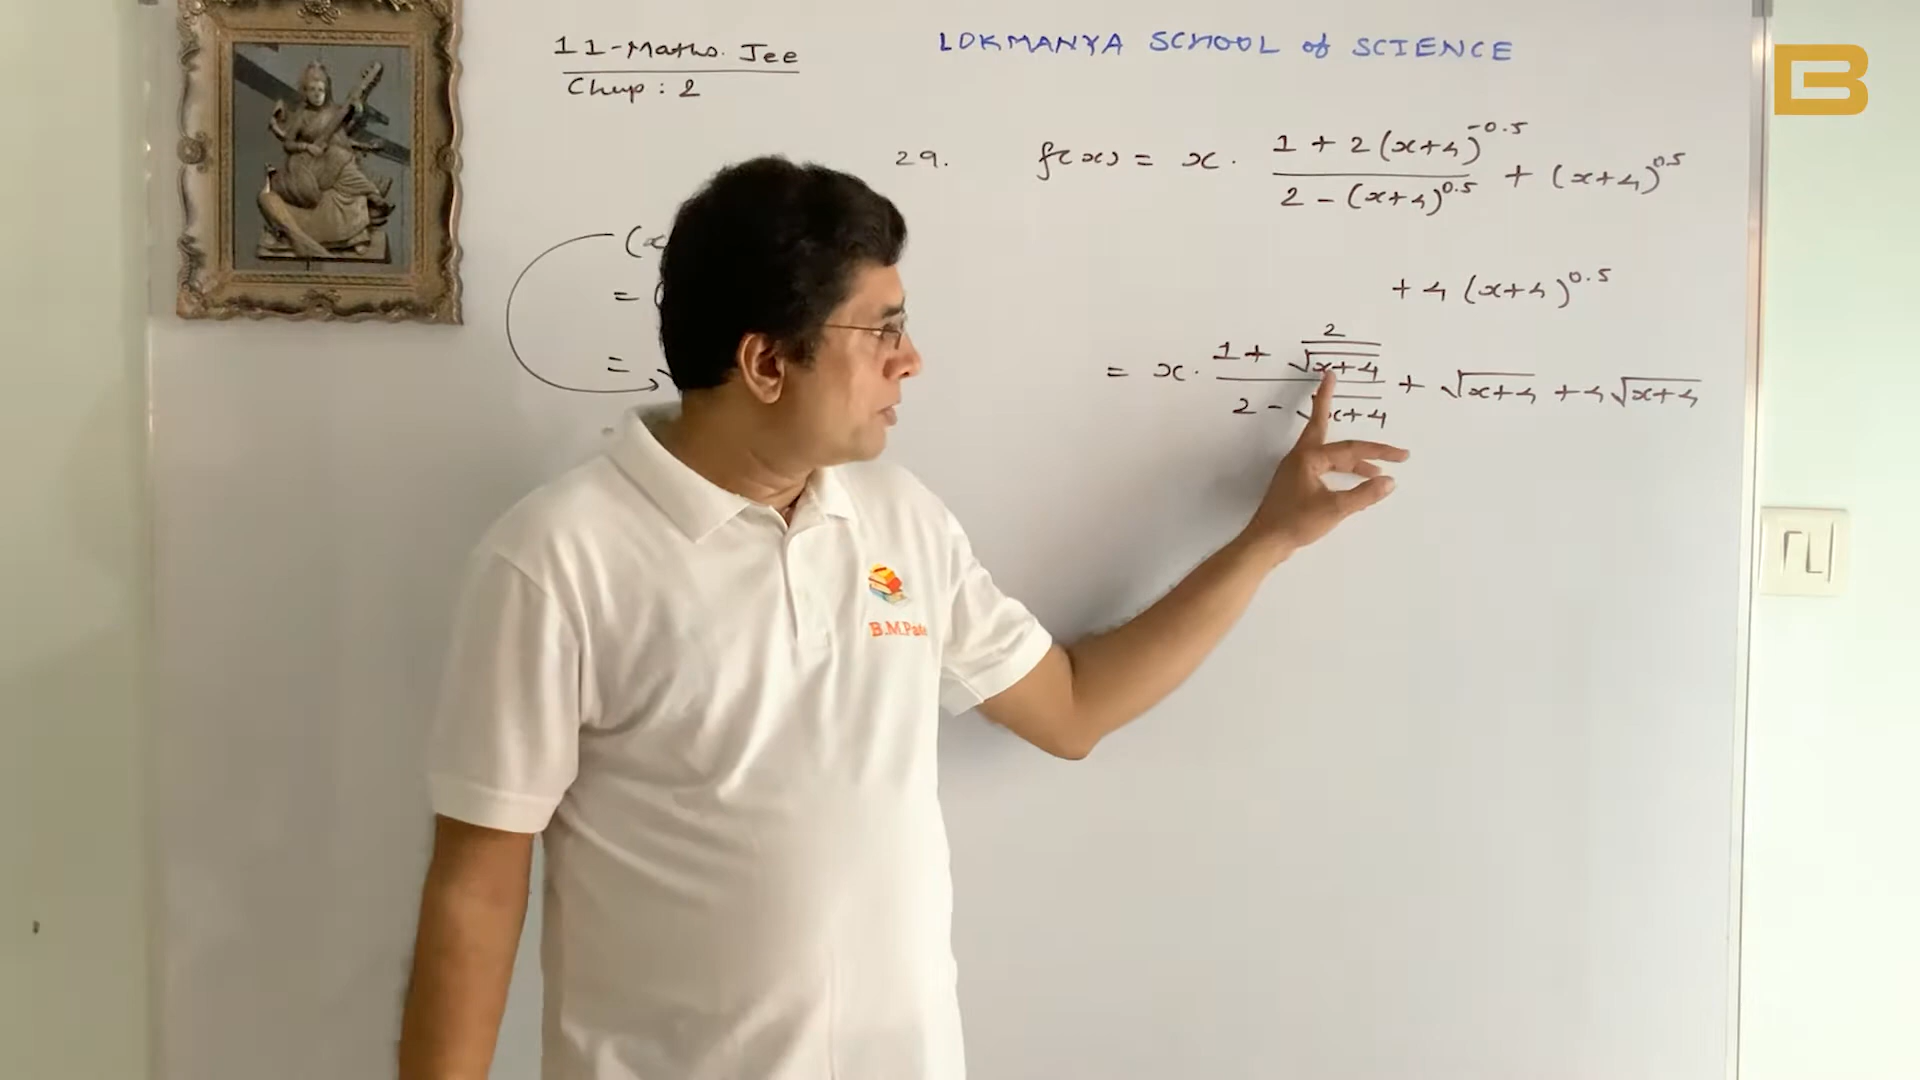 11-Maths. Jee
Chap : 2
LOKMANYA SCHOOL of SCIENCE
29. f(x) = x · (1 + 2(x+4)^-0.5)/(2 - (x+4)^0.5) + (x+4)^0.5
+ 4 (x+4)^0.5
= x · (1 + 2/√(x+4))/(2 - √(x+4)) + √(x+4) + 4√(x+4)
(x
= (
=
B.M.
B